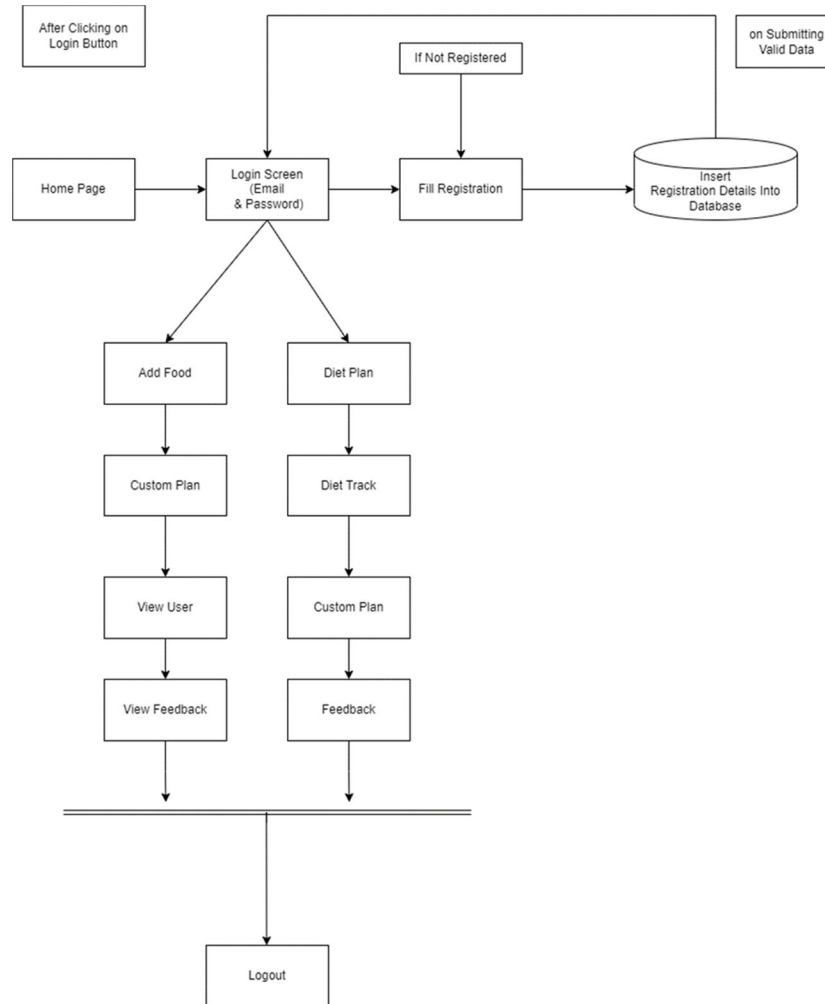 After Clicking on
Login Button
on Submitting
Valid Data
If Not Registered
Home Page
Login Screen
(Email
& Password)
Fill Registration
Insert
Registration Details Into
Database
Add Food
Diet Plan
Custom Plan
Diet Track
View User
Custom Plan
View Feedback
Feedback
Logout